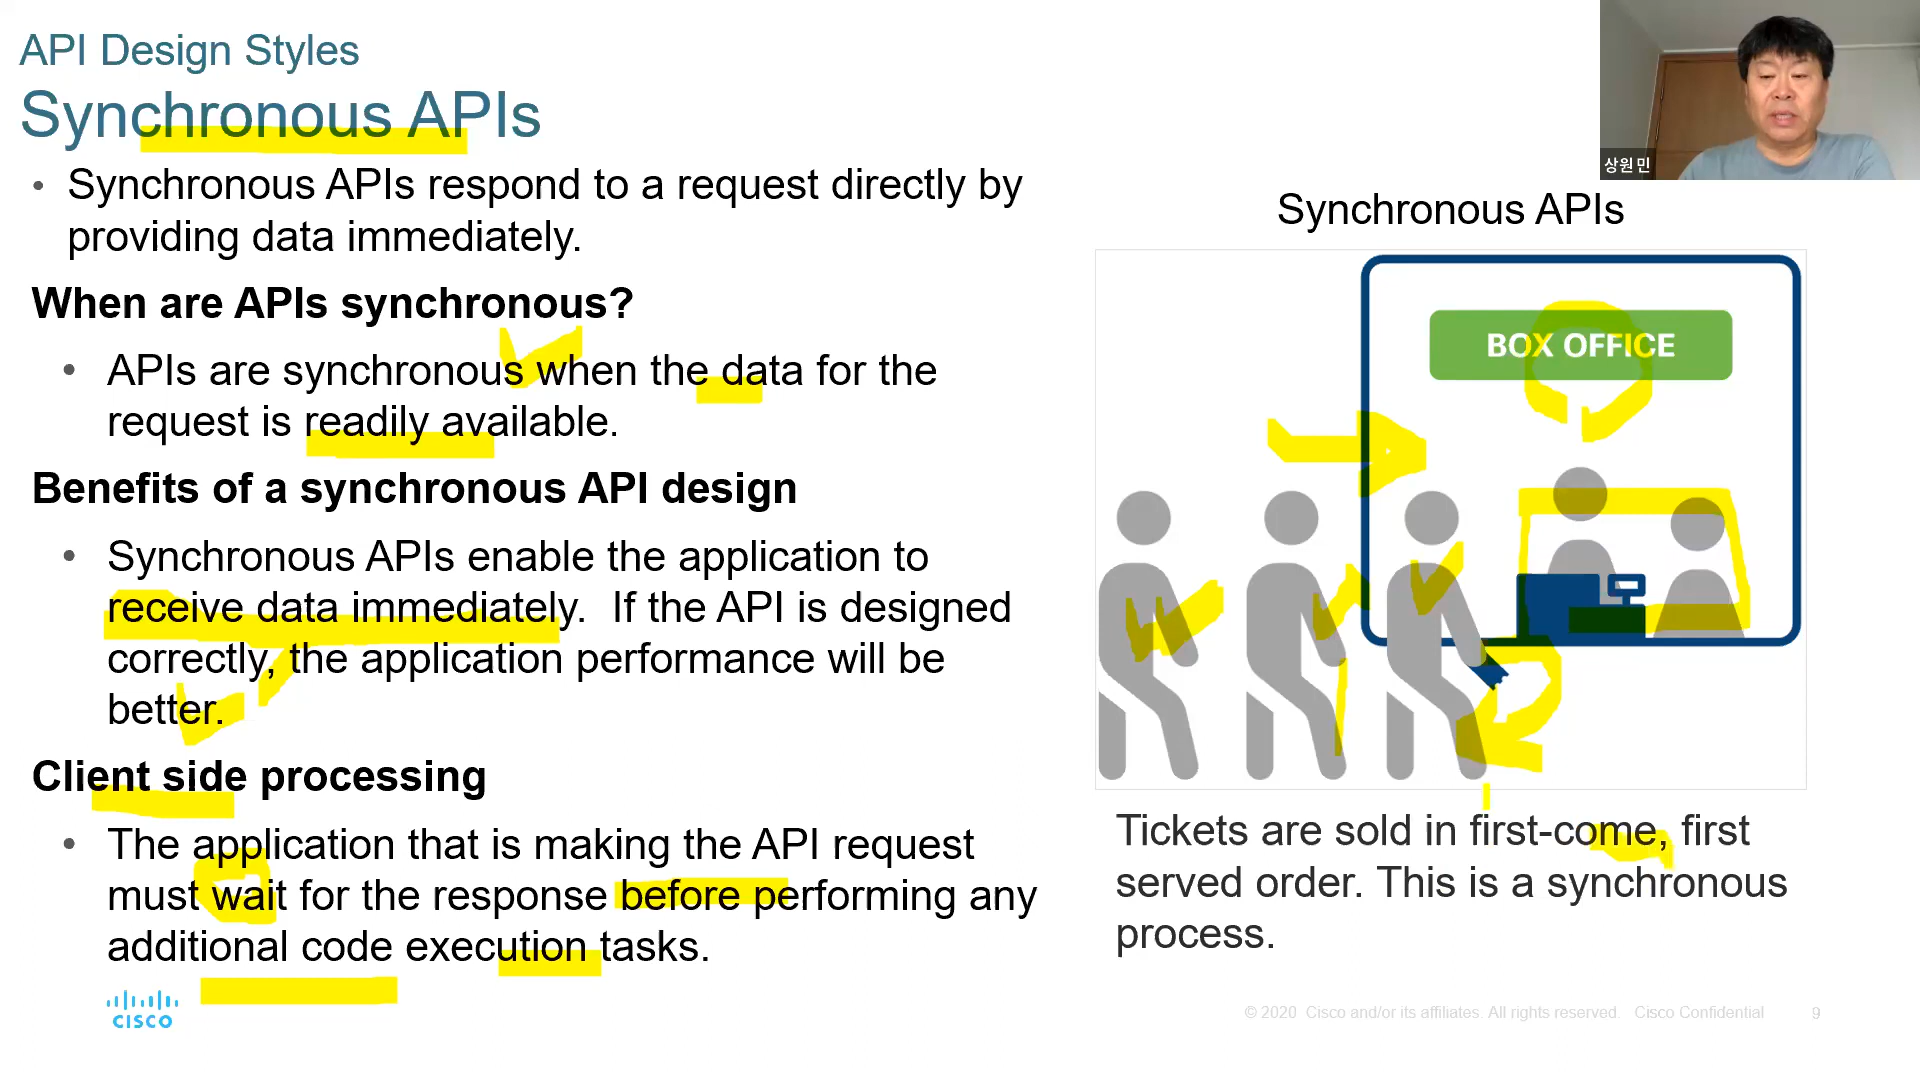 API Design Styles
Synchronous APIs
• Synchronous APIs respond to a request directly by
providing data immediately.
When are APIs synchronous?
• APIs are synchronous when the data for the
request is readily available.
Benefits of a synchronous API design
• Synchronous APIs enable the application to
receive data immediately. If the API is designed
correctly, the application performance will be
better.
Client side processing
• The application that is making the API request
must wait for the response before performing any
additional code execution tasks.
CISCO
상원 민
Synchronous APIs
BOX OFFICE
Tickets are sold in first-come, first
served order. This is a synchronous
process.
© 2020 Cisco and/or its affiliates. All rights reserved. Cisco Confidential
9